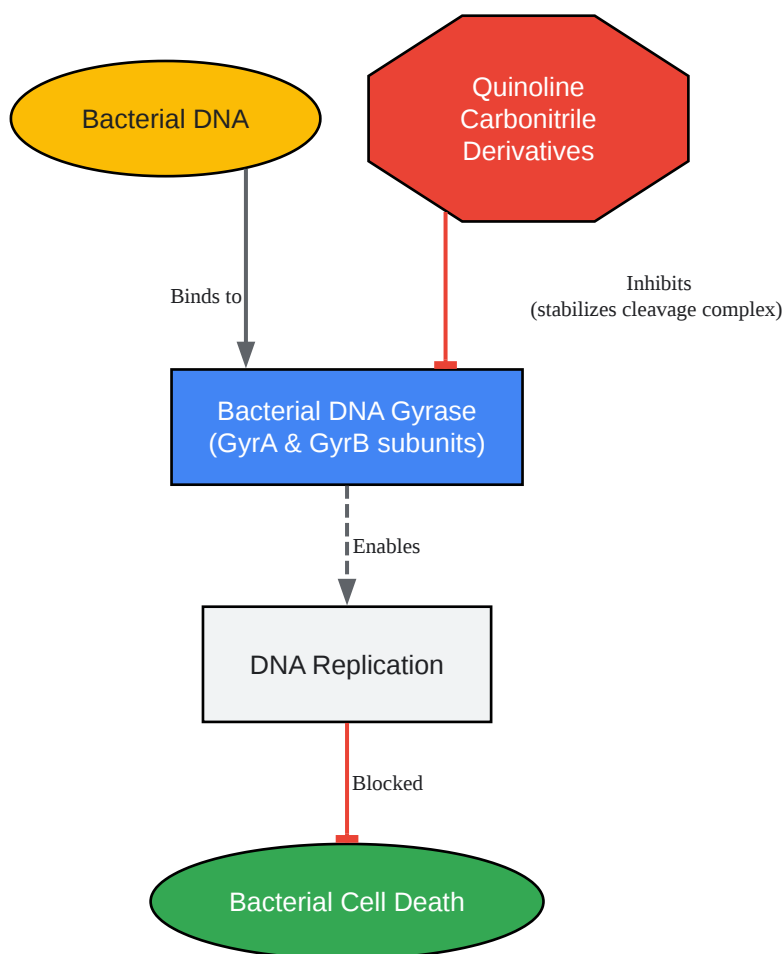 Bacterial DNA
Quinoline
Carbonitrile
Derivatives
Binds to
Inhibits
(stabilizes cleavage complex)
Bacterial DNA Gyrase
(GyrA & GyrB subunits)
Enables
DNA Replication
Blocked
Bacterial Cell Death